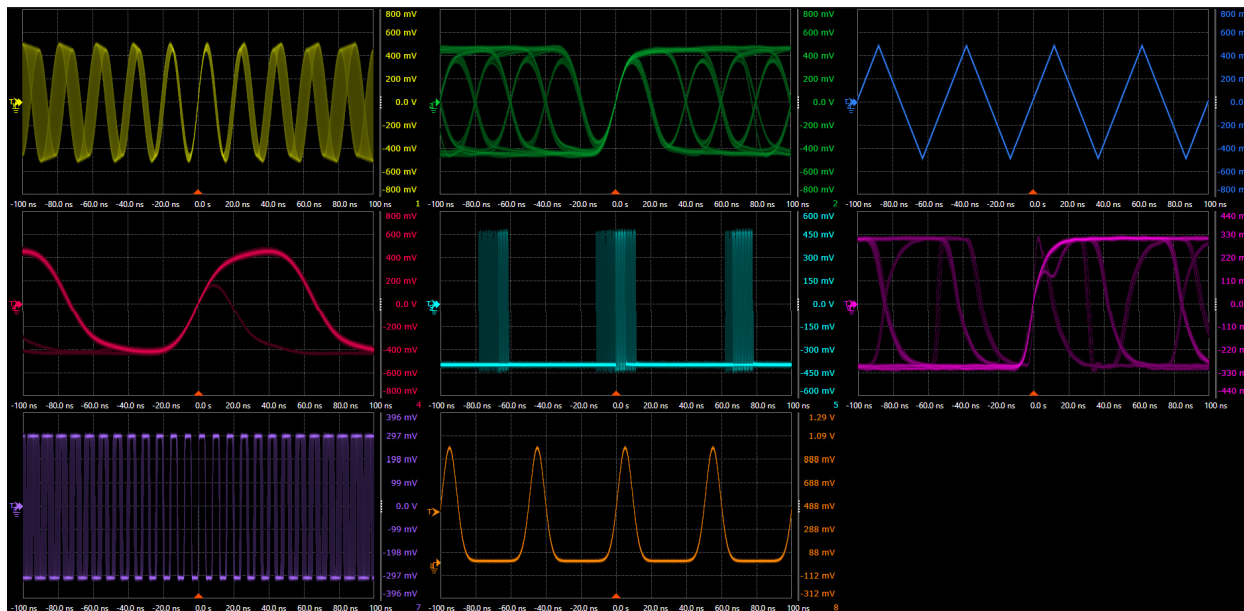 800 mV
600 mV
400 mV
200 mV
0.0 V
-200 mV
-400 mV
-600 mV
-800 mV
-100 ns -80.0 ns -60.0 ns -40.0 ns -20.0 ns 0.0 s 20.0 ns 40.0 ns 60.0 ns 80.0 ns 100 ns
1
800 mV
600 mV
400 mV
200 mV
0.0 V
-200 mV
-400 mV
-600 mV
-800 mV
-100 ns -80.0 ns -60.0 ns -40.0 ns -20.0 ns 0.0 s 20.0 ns 40.0 ns 60.0 ns 80.0 ns 100 ns
2
800 m
600 m
400 m
200 m
0.0
-200 m
-400 m
-600 m
-800 m
-100 ns -80.0 ns -60.0 ns -40.0 ns -20.0 ns 0.0 s 20.0 ns 40.0 ns 60.0 ns 80.0 ns 100 ns
800 mV
600 mV
400 mV
200 mV
0.0 V
-200 mV
-400 mV
-600 mV
-800 mV
-100 ns -80.0 ns -60.0 ns -40.0 ns -20.0 ns 0.0 s 20.0 ns 40.0 ns 60.0 ns 80.0 ns 100 ns
4
600 mV
450 mV
300 mV
150 mV
0.0 V
-150 mV
-300 mV
-450 mV
-600 mV
-100 ns -80.0 ns -60.0 ns -40.0 ns -20.0 ns 0.0 s 20.0 ns 40.0 ns 60.0 ns 80.0 ns 100 ns
5
440 m
330 m
220 m
110 m
0.0
-110 m
-220 m
-330 m
-440 m
-100 ns -80.0 ns -60.0 ns -40.0 ns -20.0 ns 0.0 s 20.0 ns 40.0 ns 60.0 ns 80.0 ns 100 ns
396 mV
297 mV
198 mV
99 mV
0.0 V
-99 mV
-198 mV
-297 mV
-396 mV
-100 ns -80.0 ns -60.0 ns -40.0 ns -20.0 ns 0.0 s 20.0 ns 40.0 ns 60.0 ns 80.0 ns 100 ns
7
1.29 V
1.09 V
888 mV
688 mV
488 mV
288 mV
88 mV
-112 mV
-312 mV
-100 ns -80.0 ns -60.0 ns -40.0 ns -20.0 ns 0.0 s 20.0 ns 40.0 ns 60.0 ns 80.0 ns 100 ns
8